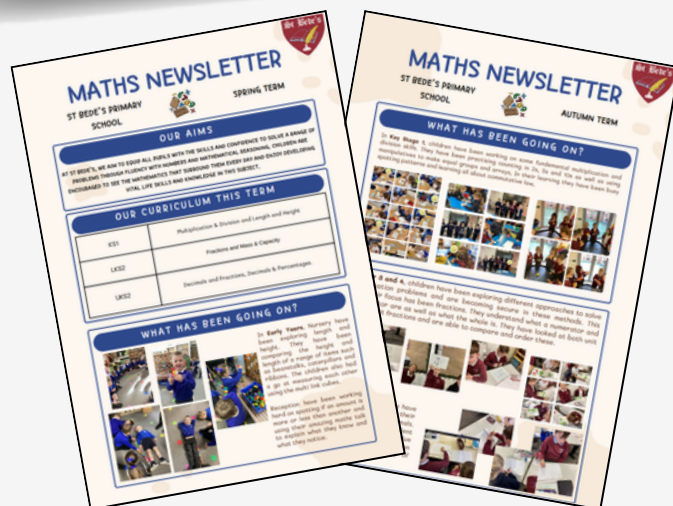 St Bede's
MATHS NEWSLETTER
ST BEDE'S PRIMARY
SCHOOL
SPRING TERM
OUR AIMS
AT ST BEDE'S, WE AIM TO EQUIP ALL PUPILS WITH THE SKILLS AND CONFIDENCE TO SOLVE A RANGE OF
PROBLEMS THROUGH FLUENCY WITH NUMBERS AND MATHEMATICAL REASONING. CHILDREN ARE
ENCOURAGED TO SEE THE MATHEMATICS THAT SURROUND THEM EVERY DAY AND ENJOY DEVELOPING
VITAL LIFE SKILLS AND KNOWLEDGE IN THIS SUBJECT.
OUR CURRICULUM THIS TERM
KS1
Multiplication & Division and Length and Height
LKS2
Fractions and Mass & Capacity
UKS2
Decimals and Fractions, Decimals & Percentages.
WHAT HAS BEEN GOING ON?
In Early Years, Nursery have
been exploring length and
height. They have been
comparing the height and
length of a range of items such
as beanstalks, caterpillars and
ribbons. The children also had
a go at measuring each other
using the multi link cubes.
Reception have been working
hard on spotting if an amount is
more or less then another and
using their amazing maths talk
to explain what they know and
what they notice.
St Bede's
MATHS NEWSLETTER
ST BEDE'S PRIMARY
SCHOOL
AUTUMN TERM
WHAT HAS BEEN GOING ON?
In Key Stage 1, children have been working on some fundamental multiplication and
division skills. They have been practising counting in 2s, 5s and 10s as well as using
manipulatives to make equal groups and arrays. In their learning they have been busy
spotting patterns and learning all about commutative law.
3 and 4, children have been exploring different approaches to solve
problems and are becoming secure in these methods. This
focus has been fractions. They understand what a numerator and
are as well as what the whole is. They have looked at both unit
fractions and are able to compare and order these.
have
their